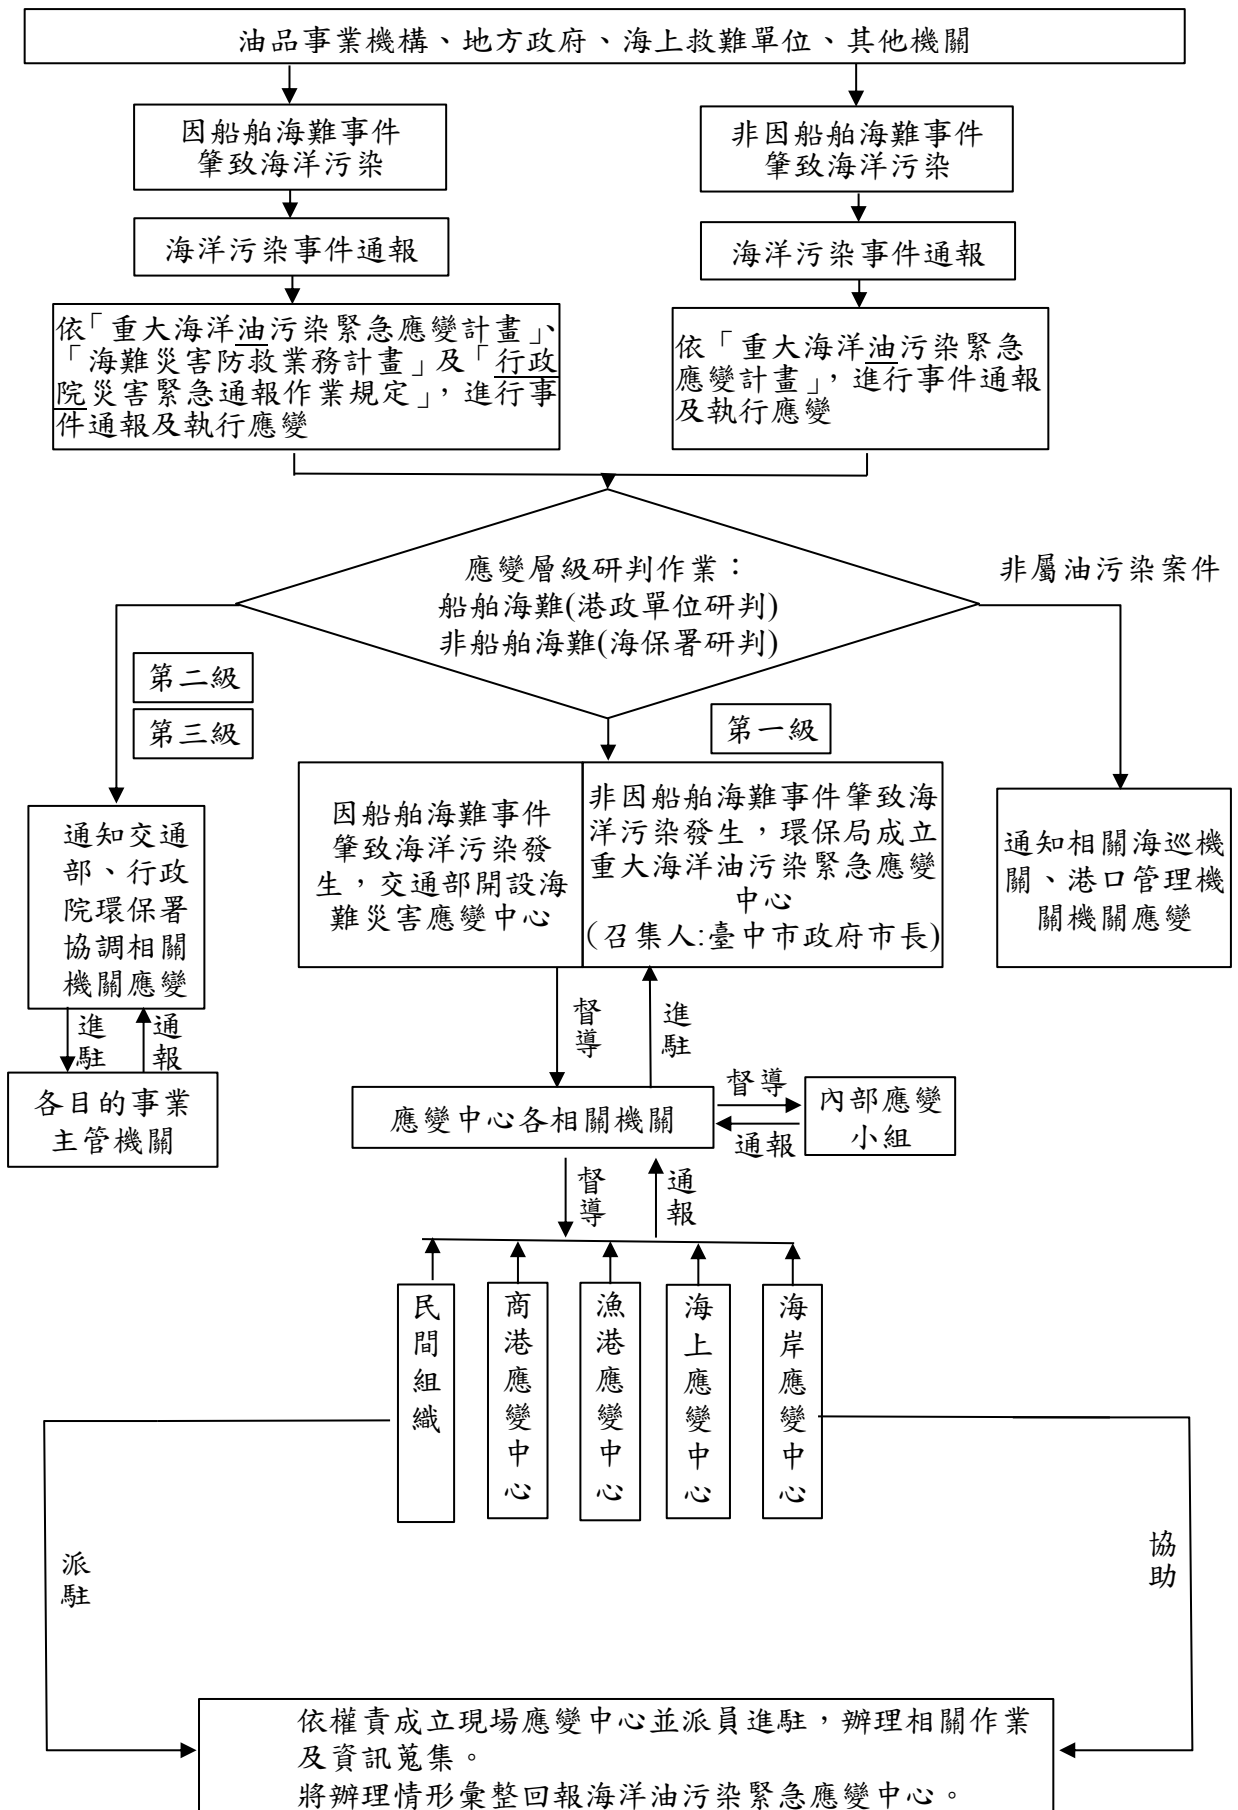 油品事業機構、地方政府、海上救難單位、其他機關
因船舶海難事件
肇致海洋污染
非因船舶海難事件
肇致海洋污染
海洋污染事件通報
海洋污染事件通報
依「重大海洋油污染緊急應變計畫」、
「海難災害防救業務計畫」及「行政
院災害緊急通報作業規定」，進行事
件通報及執行應變
依「重大海洋油污染緊急
應變計畫」，進行事件通報
及執行應變
應變層級研判作業：
船舶海難(港政單位研判)
非船舶海難(海保署研判)
非屬油污染案件
第二級
第三級
第一級
通知交通
部、行政
院環保署
協調相關
機關應變
因船舶海難事件
肇致海洋污染發
生，交通部開設海
難災害應變中心
非因船舶海難事件肇致海
洋污染發生，環保局成立
重大海洋油污染緊急應變
中心
(召集人:臺中市政府市長)
通知相關海巡機
關、港口管理機
關機關應變
進駐
通報
督導
進駐
各目的事業
主管機關
應變中心各相關機關
督導
通報
內部應變
小組
督導
通報
民間組織
商港應變中心
漁港應變中心
海上應變中心
海岸應變中心
派駐
協助
依權責成立現場應變中心並派員進駐，辦理相關作業
及資訊蒐集。
將辦理情形彙整回報海洋油污染緊急應變中心。